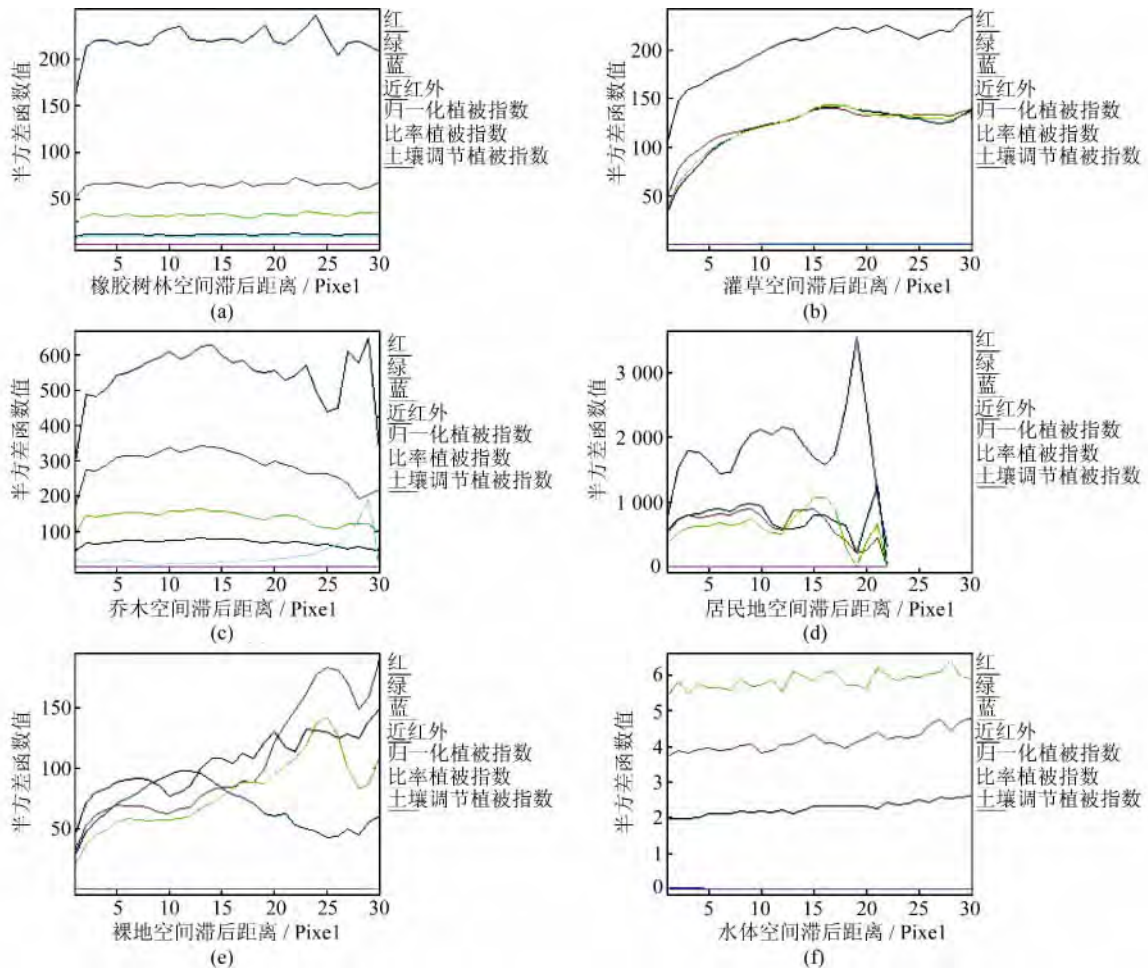 半方差函数值
200
150
100
50
5 10 15 20 25 30
橡胶树林空间滞后距离 / Pixel
(a)
红
绿
蓝
近红外
归一化植被指数
比率植被指数
土壤调节植被指数
半方差函数值
200
150
100
50
5 10 15 20 25 30
灌草空间滞后距离 / Pixel
(b)
红
绿
蓝
近红外
归一化植被指数
比率植被指数
土壤调节植被指数
半方差函数值
600
500
400
300
200
100
5 10 15 20 25 30
乔木空间滞后距离 / Pixel
(c)
红
绿
蓝
近红外
归一化植被指数
比率植被指数
土壤调节植被指数
半方差函数值
3 000
2 000
1 000
0
5 10 15 20 25 30
居民地空间滞后距离 / Pixel
(d)
红
绿
蓝
近红外
归一化植被指数
比率植被指数
土壤调节植被指数
半方差函数值
150
100
50
5 10 15 20 25 30
裸地空间滞后距离 / Pixel
(e)
红
绿
蓝
近红外
归一化植被指数
比率植被指数
土壤调节植被指数
半方差函数值
6
5
4
3
2
1
0
5 10 15 20 25 30
水体空间滞后距离 / Pixel
(f)
红
绿
蓝
近红外
归一化植被指数
比率植被指数
土壤调节植被指数